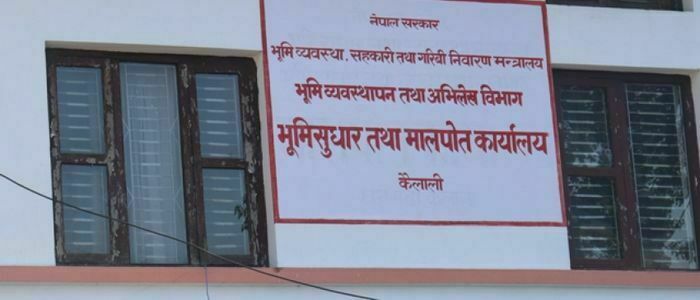 नेपाल सरकार
भूमि व्यवस्था, सहकारी तथा गरिवी निवारण मन्त्रालय
भूमि व्यवस्थापन तथा अभिलेख विभाग
भूमिसुधार तथा मालपोत कार्यालय
कैलाली